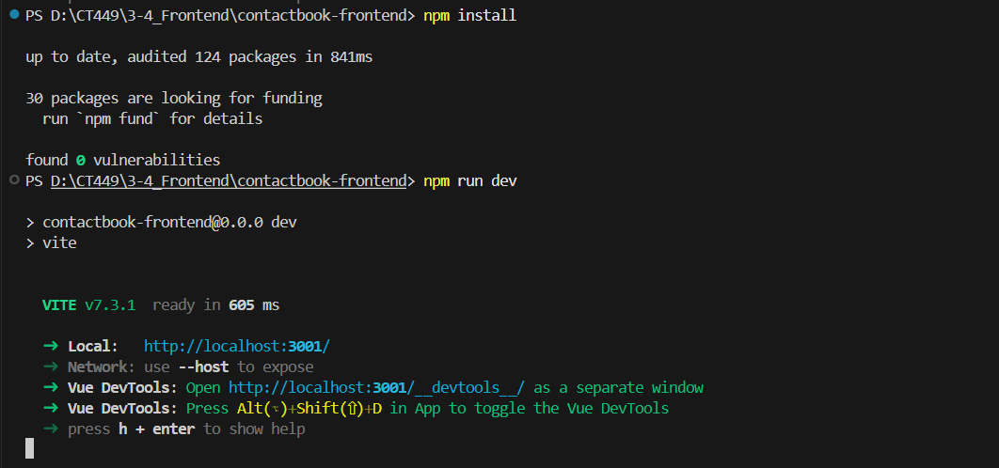 PS D:\CT449\3-4_Frontend\contactbook-frontend> npm install
up to date, audited 124 packages in 841ms
30 packages are looking for funding
run `npm fund` for details
found 0 vulnerabilities
PS D:\CT449\3-4_Frontend\contactbook-frontend> npm run dev
> contactbook-frontend@0.0.0 dev
> vite
VITE v7.3.1 ready in 605 ms
➜ Local: http://localhost:3001/
➜ Network: use --host to expose
➜ Vue DevTools: Open http://localhost:3001/__devtools__/ as a separate window
➜ Vue DevTools: Press Alt(⌥)+Shift(⇧)+D in App to toggle the Vue DevTools
➜ press h + enter to show help